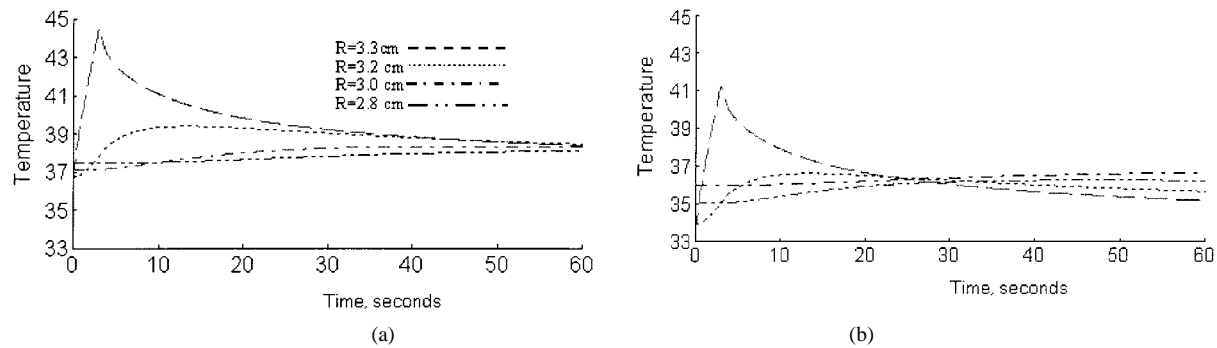 45
43
41
39
37
35
33
Temperature
R=3.3cm
R=3.2 cm
R=3.0 cm
R=2.8 cm
0 10 20 30 40 50 60
Time, seconds
(a)
45
43
41
39
37
35
33
Temperature
0 10 20 30 40 50 60
Time, seconds
(b)